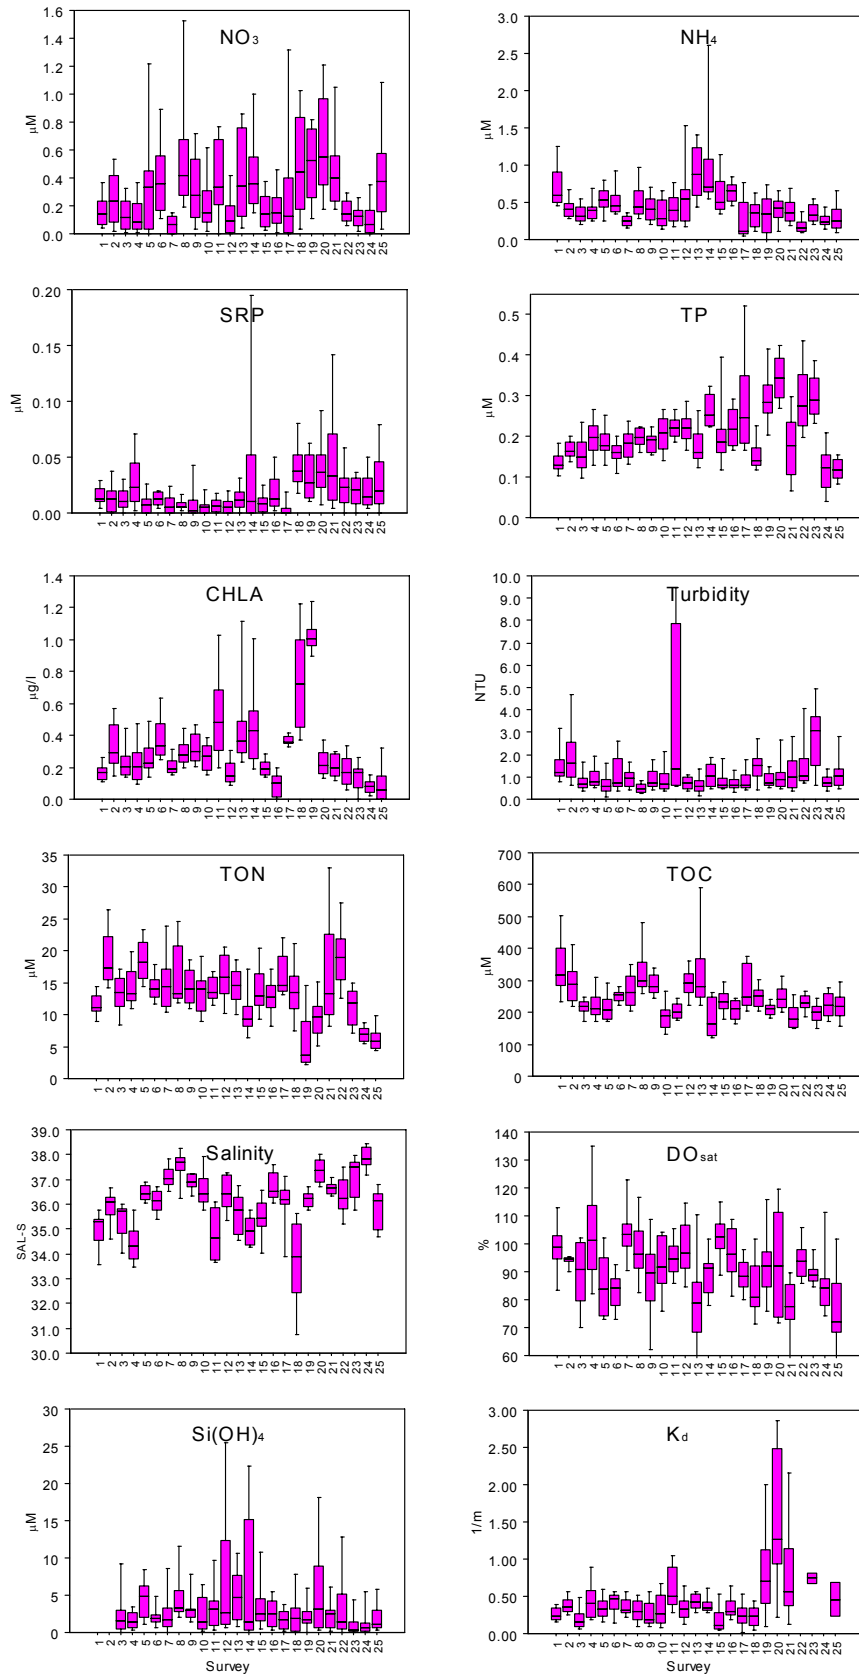 NO3
1.6
1.4
1.2
1.0
0.8
0.6
0.4
0.2
0.0
µM
1 2 3 4 5 6 7 8 9 10 11 12 13 14 15 16 17 18 19 20 21 22 23 24 25
NH4
3.0
2.5
2.0
1.5
1.0
0.5
0.0
µM
1 2 3 4 5 6 7 8 9 10 11 12 13 14 15 16 17 18 19 20 21 22 23 24 25
SRP
0.20
0.15
0.10
0.05
0.00
µM
1 2 3 4 5 6 7 8 9 10 11 12 13 14 15 16 17 18 19 20 21 22 23 24 25
TP
0.5
0.4
0.3
0.2
0.1
0.0
µM
1 2 3 4 5 6 7 8 9 10 11 12 13 14 15 16 17 18 19 20 21 22 23 24 25
CHLA
1.4
1.2
1.0
0.8
0.6
0.4
0.2
0.0
µg/l
1 2 3 4 5 6 7 8 9 10 11 12 13 14 15 16 17 18 19 20 21 22 23 24 25
Turbidity
10.0
9.0
8.0
7.0
6.0
5.0
4.0
3.0
2.0
1.0
0.0
NTU
1 2 3 4 5 6 7 8 9 10 11 12 13 14 15 16 17 18 19 20 21 22 23 24 25
TON
35
30
25
20
15
10
5
0
µM
1 2 3 4 5 6 7 8 9 10 11 12 13 14 15 16 17 18 19 20 21 22 23 24 25
TOC
700
600
500
400
300
200
100
0
µM
1 2 3 4 5 6 7 8 9 10 11 12 13 14 15 16 17 18 19 20 21 22 23 24 25
Salinity
39.0
38.0
37.0
36.0
35.0
34.0
33.0
32.0
31.0
30.0
SAL-S
1 2 3 4 5 6 7 8 9 10 11 12 13 14 15 16 17 18 19 20 21 22 23 24 25
DOsat
140
130
120
110
100
90
80
70
60
%
1 2 3 4 5 6 7 8 9 10 11 12 13 14 15 16 17 18 19 20 21 22 23 24 25
Si(OH)4
30
25
20
15
10
5
0
µM
1 2 3 4 5 6 7 8 9 10 11 12 13 14 15 16 17 18 19 20 21 22 23 24 25
Survey
Kd
3.00
2.50
2.00
1.50
1.00
0.50
0.00
1/m
1 2 3 4 5 6 7 8 9 10 11 12 13 14 15 16 17 18 19 20 21 22 23 24 25
Survey